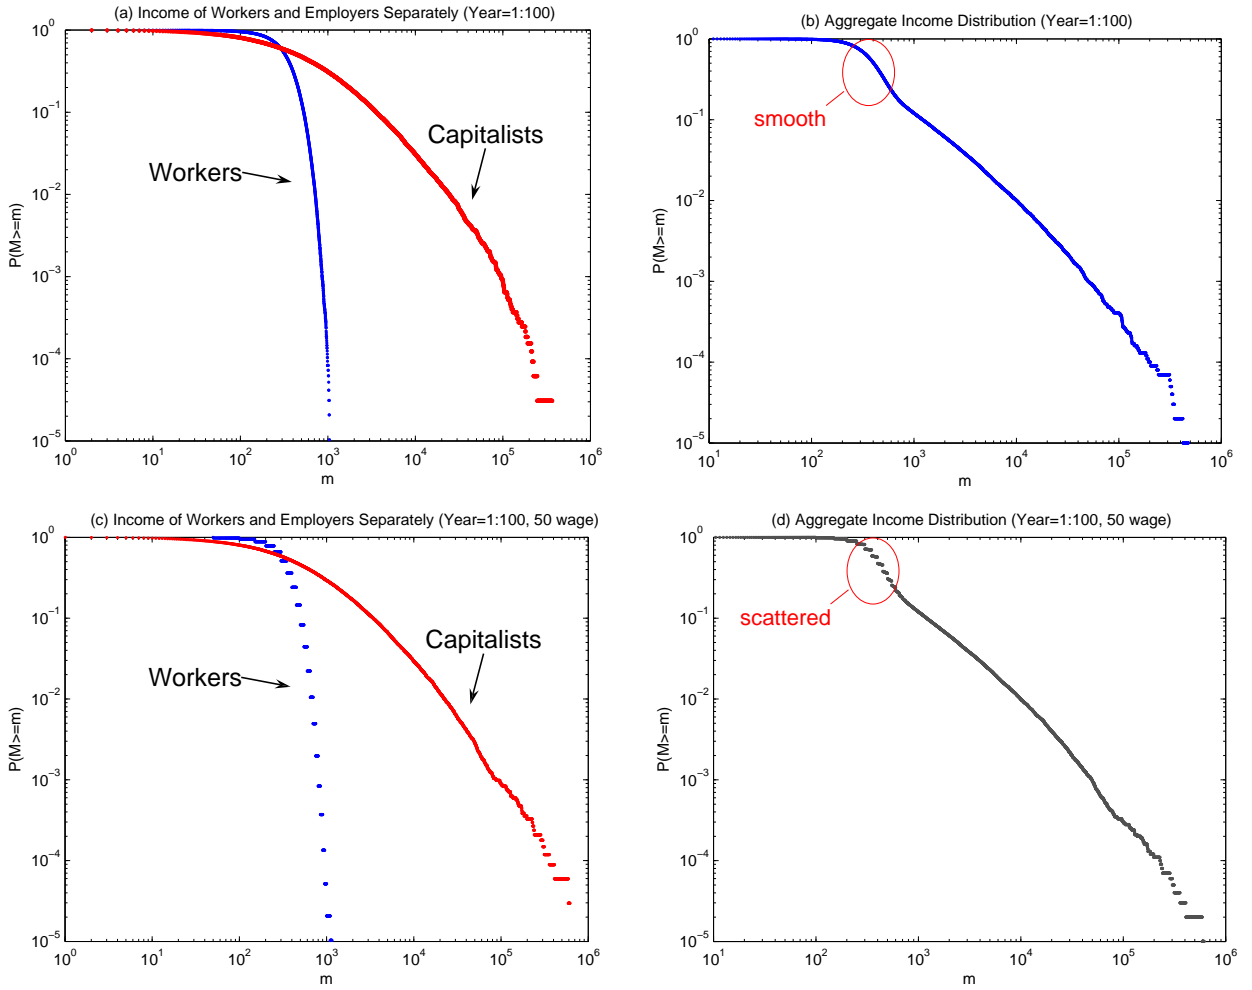 (a) Income of Workers and Employers Separately (Year=1:100)
10^0
10^-1
10^-2
10^-3
10^-4
10^-5
P(M>=m)
Workers
Capitalists
10^0 10^1 10^2 10^3 10^4 10^5 10^6
m
(b) Aggregate Income Distribution (Year=1:100)
10^0
10^-1
10^-2
10^-3
10^-4
10^-5
P(M>=m)
smooth
10^1 10^2 10^3 10^4 10^5 10^6
m
(c) Income of Workers and Employers Separately (Year=1:100, 50 wage)
10^0
10^-1
10^-2
10^-3
10^-4
10^-5
P(M>=m)
Capitalists
Workers
10^0 10^1 10^2 10^3 10^4 10^5 10^6
m
(d) Aggregate Income Distribution (Year=1:100, 50 wage)
10^0
10^-1
10^-2
10^-3
10^-4
10^-5
P(M>=m)
scattered
10^1 10^2 10^3 10^4 10^5 10^6
m